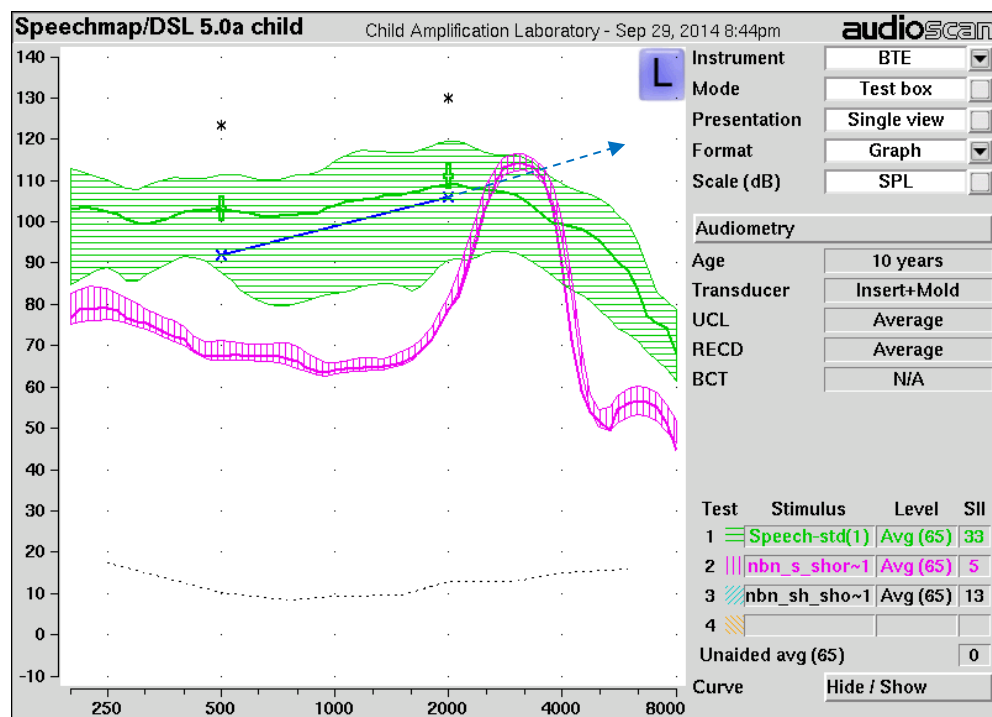 Speechmap/DSL 5.0a child Child Amplification Laboratory - Sep 29, 2014 8:44pm audioscan
L
140
130
120
110
100
90
80
70
60
50
40
30
20
10
0
-10
250 500 1000 2000 4000 8000
Instrument BTE
Mode Test box
Presentation Single view
Format Graph
Scale (dB) SPL
Audiometry
Age 10 years
Transducer Insert+Mold
UCL Average
RECD Average
BCT N/A
Test Stimulus Level SII
1 Speech-std(1) Avg (65) 33
2 nbn_s_shor~1 Avg (65) 5
3 nbn_sh_sho~1 Avg (65) 13
4
Unaided avg (65) 0
Curve Hide / Show